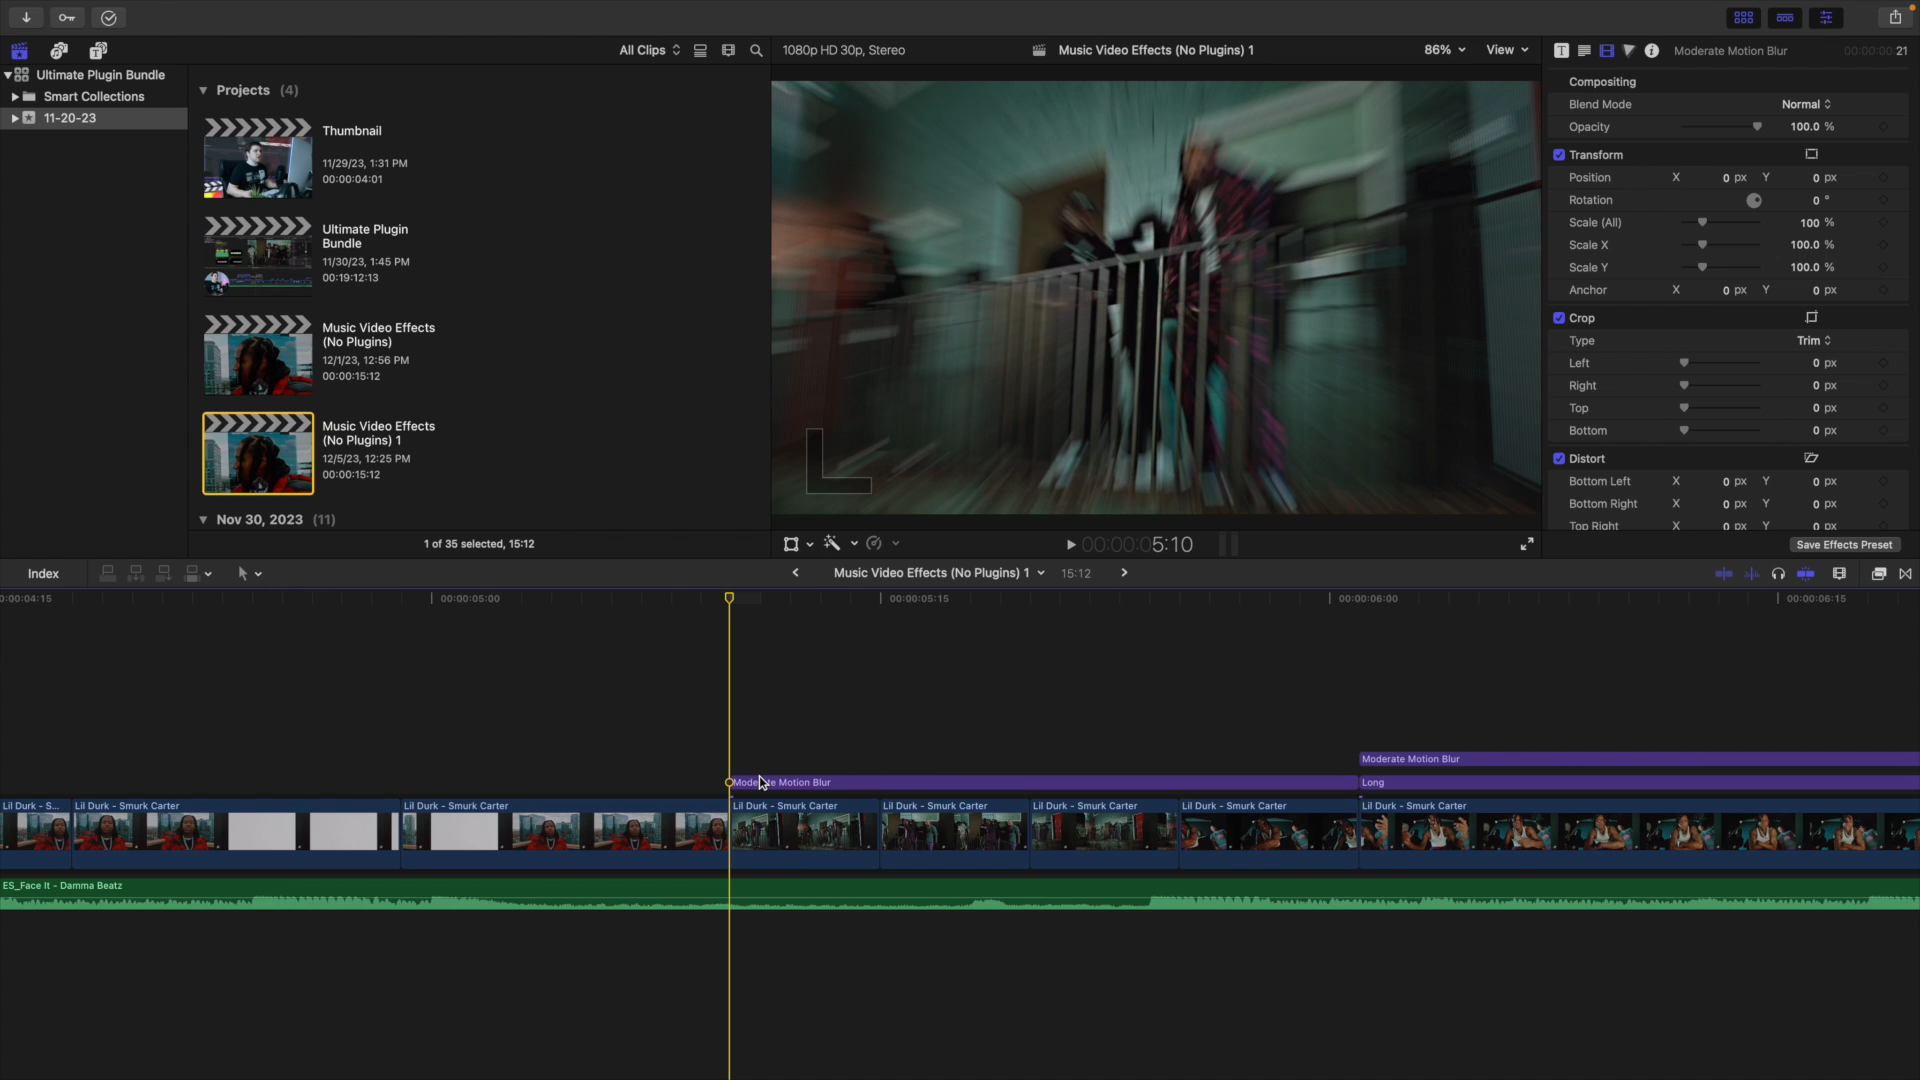 All Clips
1080p HD 30p, Stereo
Music Video Effects (No Plugins) 1
86%
View
Moderate Motion Blur
00:00:00:21
Ultimate Plugin Bundle
Smart Collections
11-20-23
Projects (4)
Thumbnail
11/29/23, 1:31 PM
00:00:04:01
Ultimate Plugin
Bundle
11/30/23, 1:45 PM
00:19:12:13
Music Video Effects
(No Plugins)
12/1/23, 12:56 PM
00:00:15:12
Music Video Effects
(No Plugins) 1
12/5/23, 12:25 PM
00:00:15:12
Nov 30, 2023 (11)
1 of 35 selected, 15:12
00:00:05:10
Compositing
Blend Mode Normal
Opacity 100.0 %
Transform
Position X 0 px Y 0 px
Rotation 0 °
Scale (All) 100 %
Scale X 100.0 %
Scale Y 100.0 %
Anchor X 0 px Y 0 px
Crop
Type Trim
Left 0 px
Right 0 px
Top 0 px
Bottom 0 px
Distort
Bottom Left X 0 px Y 0 px
Bottom Right X 0 px Y 0 px
Top Right X 0 px Y 0 px
Save Effects Preset
Index
Music Video Effects (No Plugins) 1
15:12
0:00:04:15
00:00:05:00
00:00:05:15
00:00:06:00
00:00:06:15
Moderate Motion Blur
Moderate Motion Blur
Long
Lil Durk - S...
Lil Durk - Smurk Carter
Lil Durk - Smurk Carter
Lil Durk - Smurk Carter
Lil Durk - Smurk Carter
Lil Durk - Smurk Carter
Lil Durk - Smurk Carter
Lil Durk - Smurk Carter
ES_Face It - Damma Beatz